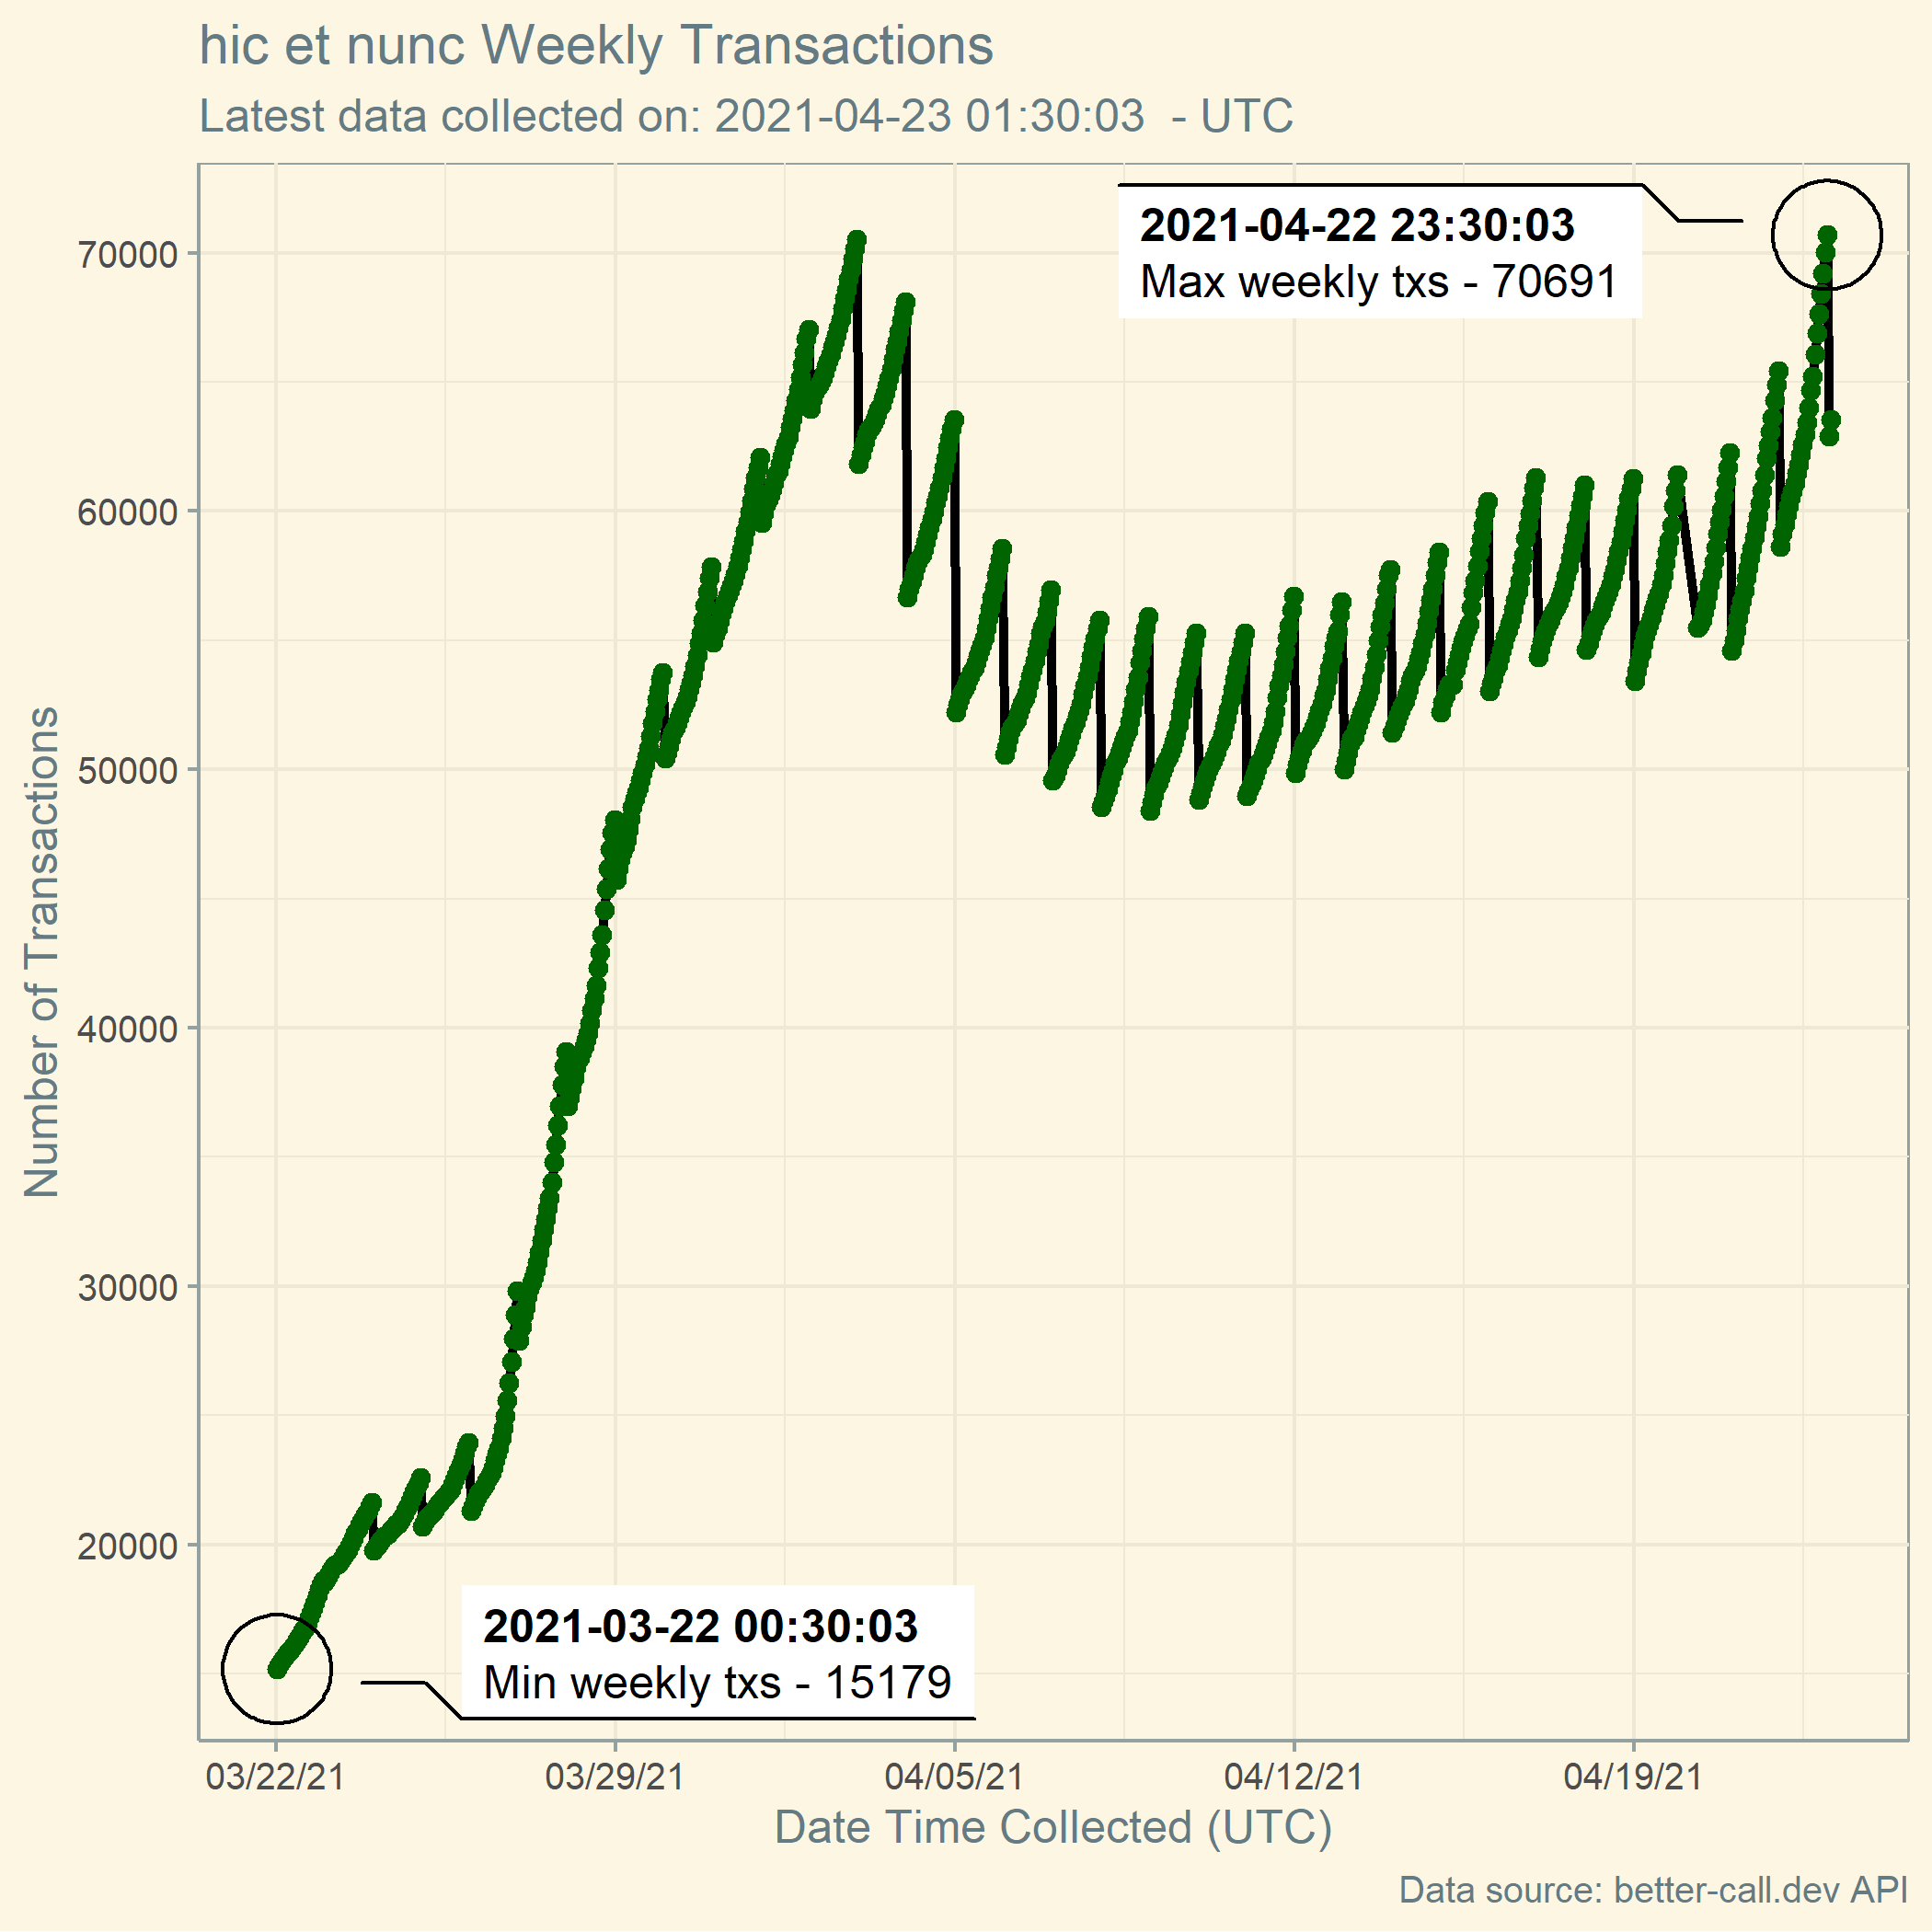 hic et nunc Weekly Transactions
Latest data collected on: 2021-04-23 01:30:03  - UTC
2021-04-22 23:30:03
Max weekly txs - 70691
70000
60000
50000
40000
30000
20000
Number of Transactions
2021-03-22 00:30:03
Min weekly txs - 15179
03/22/21
03/29/21
04/05/21
04/12/21
04/19/21
Date Time Collected (UTC)
Data source: better-call.dev API